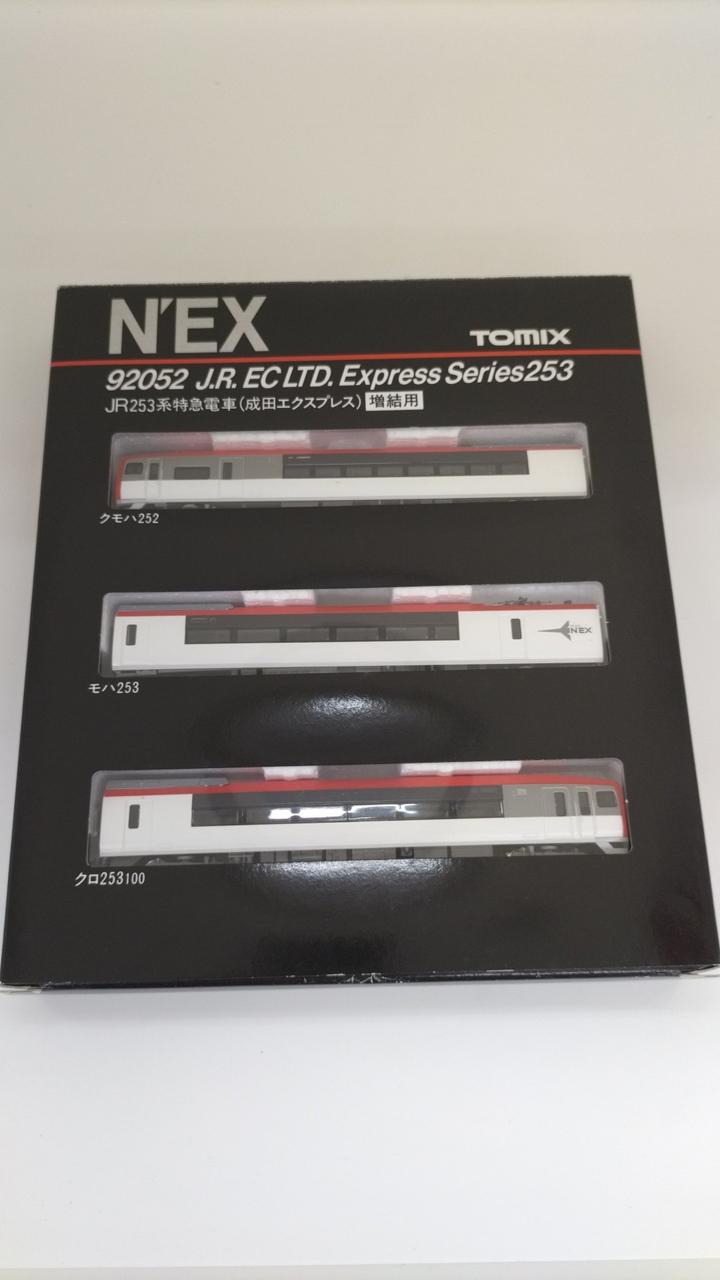 N'EX
TOMIX
92052 J.R. EC LTD. Express Series253
JR253系特急電車(成田エクスプレス) 増結用
クモハ252
モハ253
N'EX
クロ253100